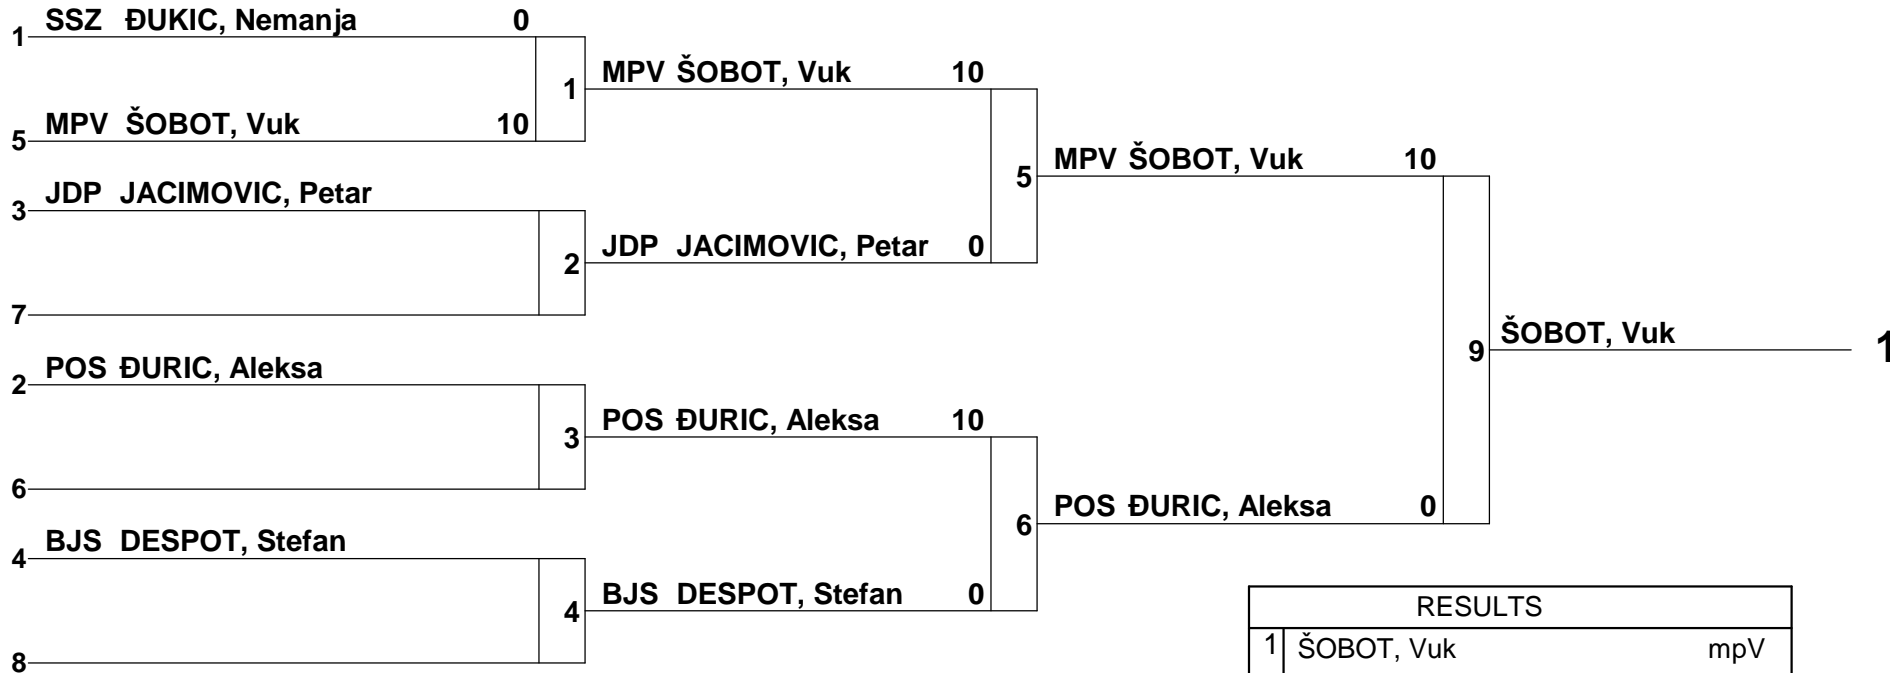 1 SSZ ĐUKIC, Nemanja 0
1
5 MPV ŠOBOT, Vuk 10
MPV ŠOBOT, Vuk 10
3 JDP JACIMOVIC, Petar
2
7
JDP JACIMOVIC, Petar 0
5
MPV ŠOBOT, Vuk 10
2 POS ĐURIC, Aleksa
3
6
POS ĐURIC, Aleksa 10
4 BJS DESPOT, Stefan
4
8
BJS DESPOT, Stefan 0
6
POS ĐURIC, Aleksa 0
9
ŠOBOT, Vuk 1
RESULTS
1 ŠOBOT, Vuk mpV